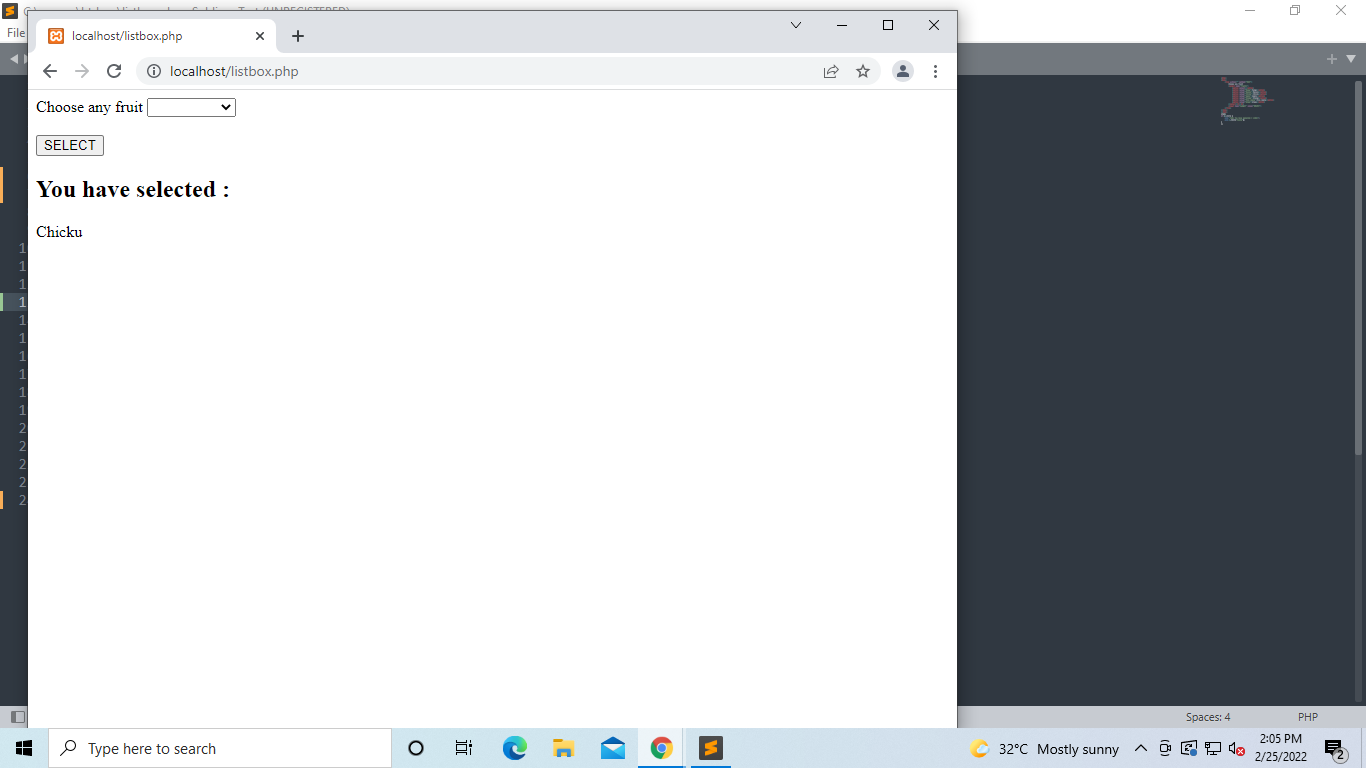 File
localhost/listbox.php
localhost/listbox.php
Choose any fruit
SELECT
You have selected :
Chicku
1
1
1
1
1
1
1
1
1
1
2
2
2
2
2
Spaces: 4 PHP
Type here to search
32°C Mostly sunny
2:05 PM
2/25/2022
2